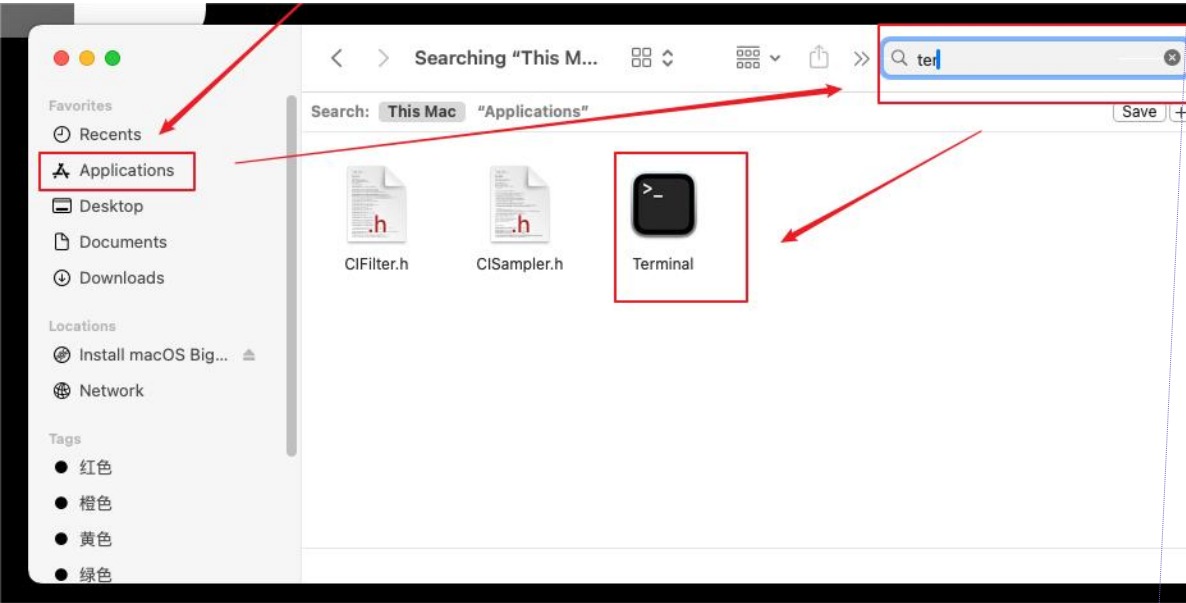 Searching “This M...
ter
Favorites
Recents
Applications
Desktop
Documents
Downloads
Locations
Install macOS Big...
Network
Tags
红色
橙色
黄色
绿色
Search: This Mac “Applications” Save +
.h
.h
>_
CIFilter.h CISampler.h Terminal